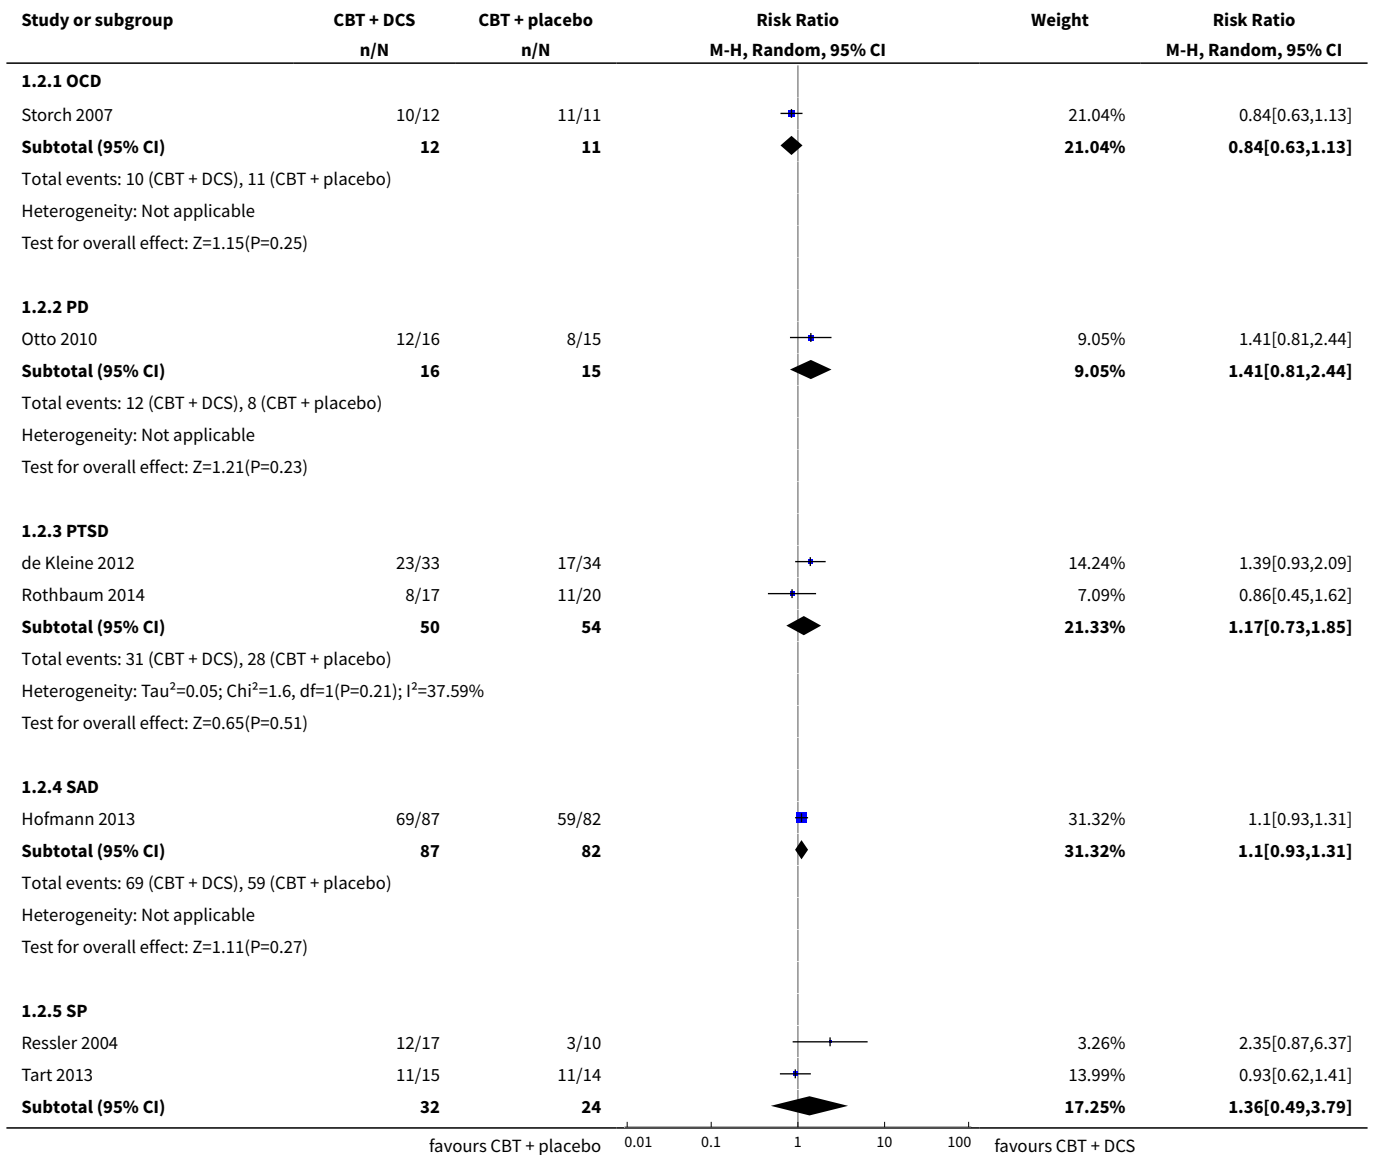 Study or subgroup CBT + DCS CBT + placebo Risk Ratio Weight Risk Ratio
n/N n/N M-H, Random, 95% CI M-H, Random, 95% CI
1.2.1 OCD
Storch 2007 10/12 11/11 21.04% 0.84[0.63,1.13]
Subtotal (95% CI) 12 11 21.04% 0.84[0.63,1.13]
Total events: 10 (CBT + DCS), 11 (CBT + placebo)
Heterogeneity: Not applicable
Test for overall effect: Z=1.15(P=0.25)
1.2.2 PD
Otto 2010 12/16 8/15 9.05% 1.41[0.81,2.44]
Subtotal (95% CI) 16 15 9.05% 1.41[0.81,2.44]
Total events: 12 (CBT + DCS), 8 (CBT + placebo)
Heterogeneity: Not applicable
Test for overall effect: Z=1.21(P=0.23)
1.2.3 PTSD
de Kleine 2012 23/33 17/34 14.24% 1.39[0.93,2.09]
Rothbaum 2014 8/17 11/20 7.09% 0.86[0.45,1.62]
Subtotal (95% CI) 50 54 21.33% 1.17[0.73,1.85]
Total events: 31 (CBT + DCS), 28 (CBT + placebo)
Heterogeneity: Tau²=0.05; Chi²=1.6, df=1(P=0.21); I²=37.59%
Test for overall effect: Z=0.65(P=0.51)
1.2.4 SAD
Hofmann 2013 69/87 59/82 31.32% 1.1[0.93,1.31]
Subtotal (95% CI) 87 82 31.32% 1.1[0.93,1.31]
Total events: 69 (CBT + DCS), 59 (CBT + placebo)
Heterogeneity: Not applicable
Test for overall effect: Z=1.11(P=0.27)
1.2.5 SP
Ressler 2004 12/17 3/10 3.26% 2.35[0.87,6.37]
Tart 2013 11/15 11/14 13.99% 0.93[0.62,1.41]
Subtotal (95% CI) 32 24 17.25% 1.36[0.49,3.79]
favours CBT + placebo 0.01 0.1 1 10 100 favours CBT + DCS